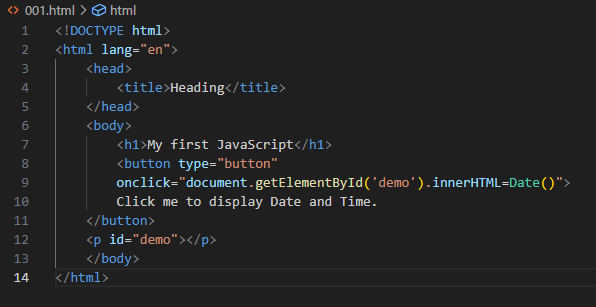 001.html > html
1 <!DOCTYPE html>
2 <html lang="en">
3     <head>
4         <title>Heading</title>
5     </head>
6     <body>
7         <h1>My first JavaScript</h1>
8         <button type="button"
9         onclick="document.getElementById('demo').innerHTML=Date()">
10         Click me to display Date and Time.
11     </button>
12     <p id="demo"></p>
13     </body>
14 </html>